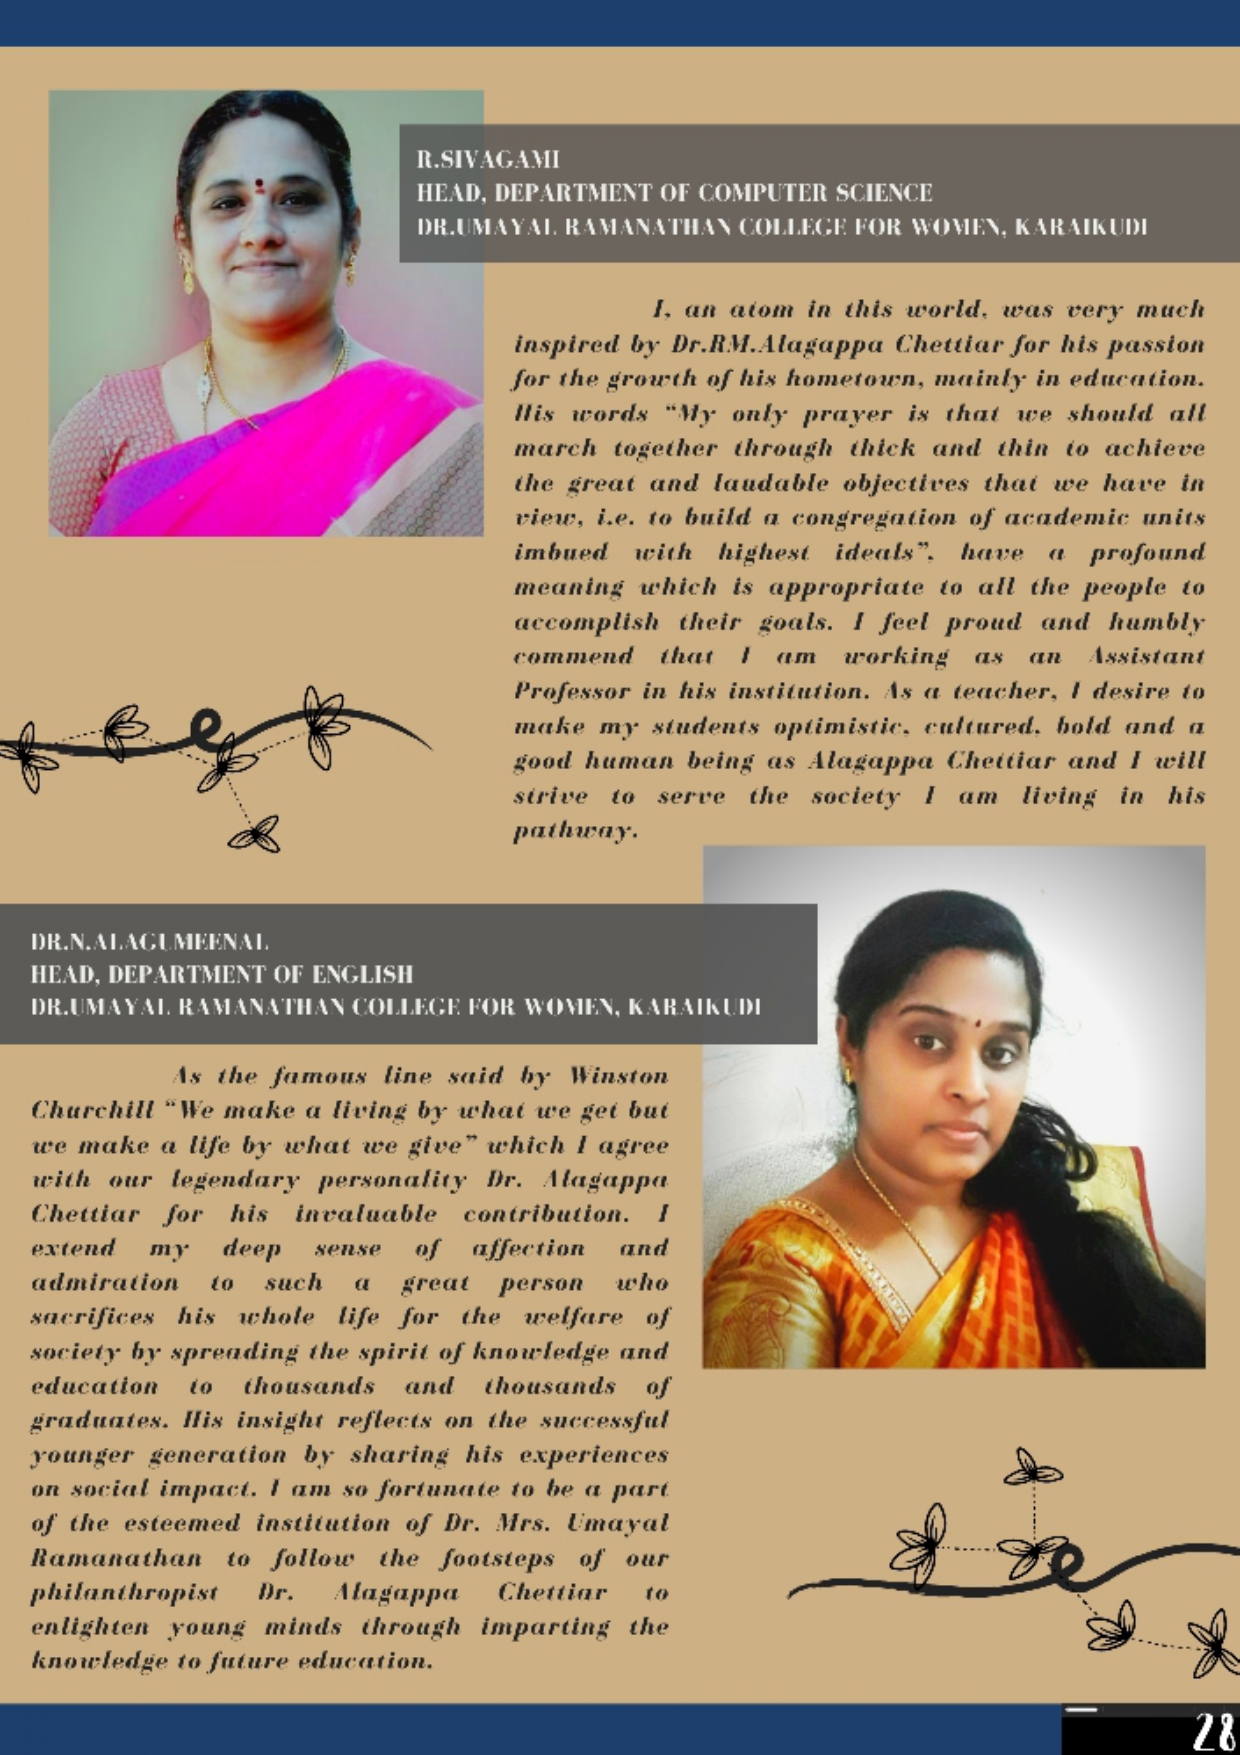 R.SIVAGAMI
HEAD, DEPARTMENT OF COMPUTER SCIENCE
DR.UMAYAL RAMANATHAN COLLEGE FOR WOMEN, KARAIKUDI
I, an atom in this world, was very much
inspired by Dr.RM.Alagappa Chettiar for his passion
for the growth of his hometown, mainly in education.
His words “My only prayer is that we should all
march together through thick and thin to achieve
the great and laudable objectives that we have in
view, i.e. to build a congregation of academic units
imbued with highest ideals”, have a profound
meaning which is appropriate to all the people to
accomplish their goals. I feel proud and humbly
commend that I am working as an Assistant
Professor in his institution. As a teacher, I desire to
make my students optimistic, cultured, bold and a
good human being as Alagappa Chettiar and I will
strive to serve the society I am living in his
pathway.
DR.N.ALAGUMEENAL
HEAD, DEPARTMENT OF ENGLISH
DR.UMAYAL RAMANATHAN COLLEGE FOR WOMEN, KARAIKUDI
As the famous line said by Winston
Churchill “We make a living by what we get but
we make a life by what we give” which I agree
with our legendary personality Dr. Alagappa
Chettiar for his invaluable contribution. I
extend my deep sense of affection and
admiration to such a great person who
sacrifices his whole life for the welfare of
society by spreading the spirit of knowledge and
education to thousands and thousands of
graduates. His insight reflects on the successful
younger generation by sharing his experiences
on social impact. I am so fortunate to be a part
of the esteemed institution of Dr. Mrs. Umayal
Ramanathan to follow the footsteps of our
philanthropist Dr. Alagappa Chettiar to
enlighten young minds through imparting the
knowledge to future education.
28